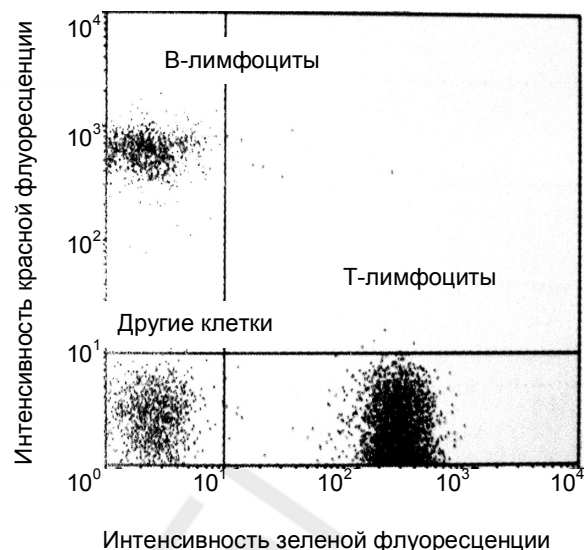 Интенсивность красной флуоресценции
10⁴
В-лимфоциты
10³
10²
Т-лимфоциты
Другие клетки
10¹
10⁰ 10¹ 10² 10³ 10⁴
Интенсивность зеленой флуоресценции